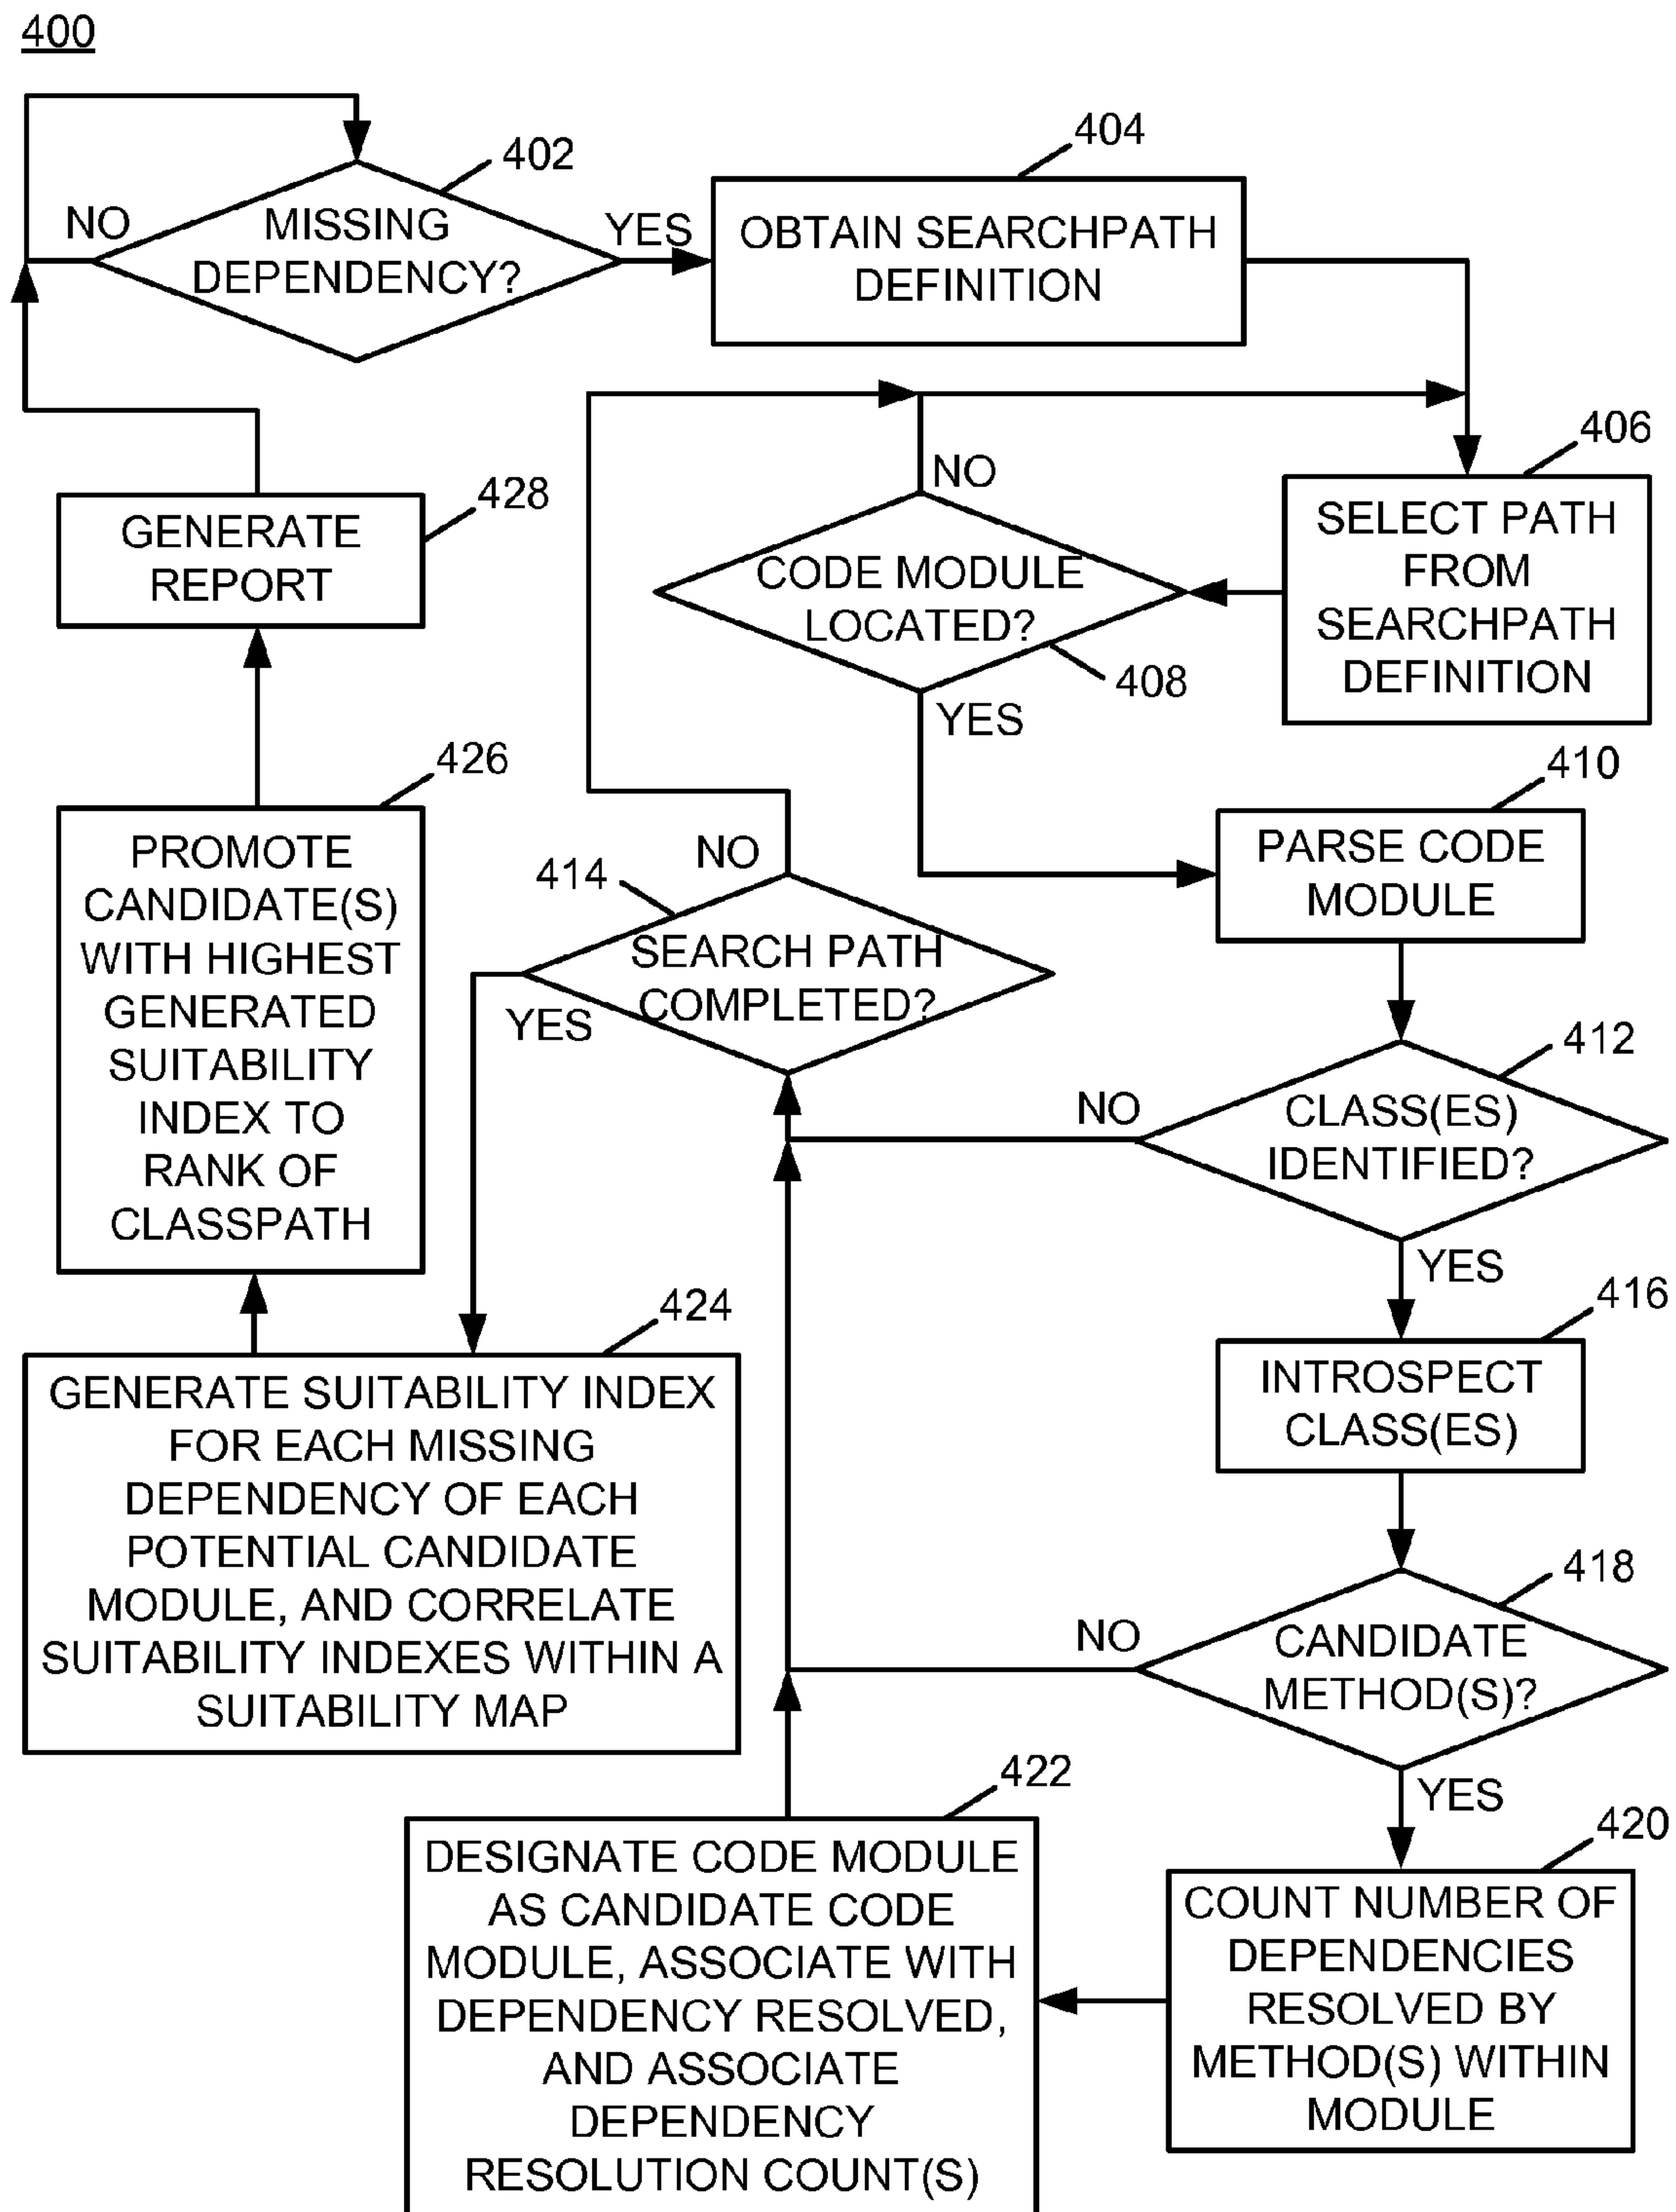 400
402
MISSING
DEPENDENCY?
NO
YES
404
OBTAIN SEARCHPATH
DEFINITION
406
SELECT PATH
FROM
SEARCHPATH
DEFINITION
NO
CODE MODULE
LOCATED?
408
YES
428
GENERATE
REPORT
410
PARSE CODE
MODULE
426
PROMOTE
CANDIDATE(S)
WITH HIGHEST
GENERATED
SUITABILITY
INDEX TO
RANK OF
CLASSPATH
NO
414
SEARCH PATH
COMPLETED?
YES
412
NO
CLASS(ES)
IDENTIFIED?
YES
416
INTROSPECT
CLASS(ES)
424
GENERATE SUITABILITY INDEX
FOR EACH MISSING
DEPENDENCY OF EACH
POTENTIAL CANDIDATE
MODULE, AND CORRELATE
SUITABILITY INDEXES WITHIN A
SUITABILITY MAP
418
NO
CANDIDATE
METHOD(S)?
YES
420
COUNT NUMBER OF
DEPENDENCIES
RESOLVED BY
METHOD(S) WITHIN
MODULE
422
DESIGNATE CODE MODULE
AS CANDIDATE CODE
MODULE, ASSOCIATE WITH
DEPENDENCY RESOLVED,
AND ASSOCIATE
DEPENDENCY
RESOLUTION COUNT(S)